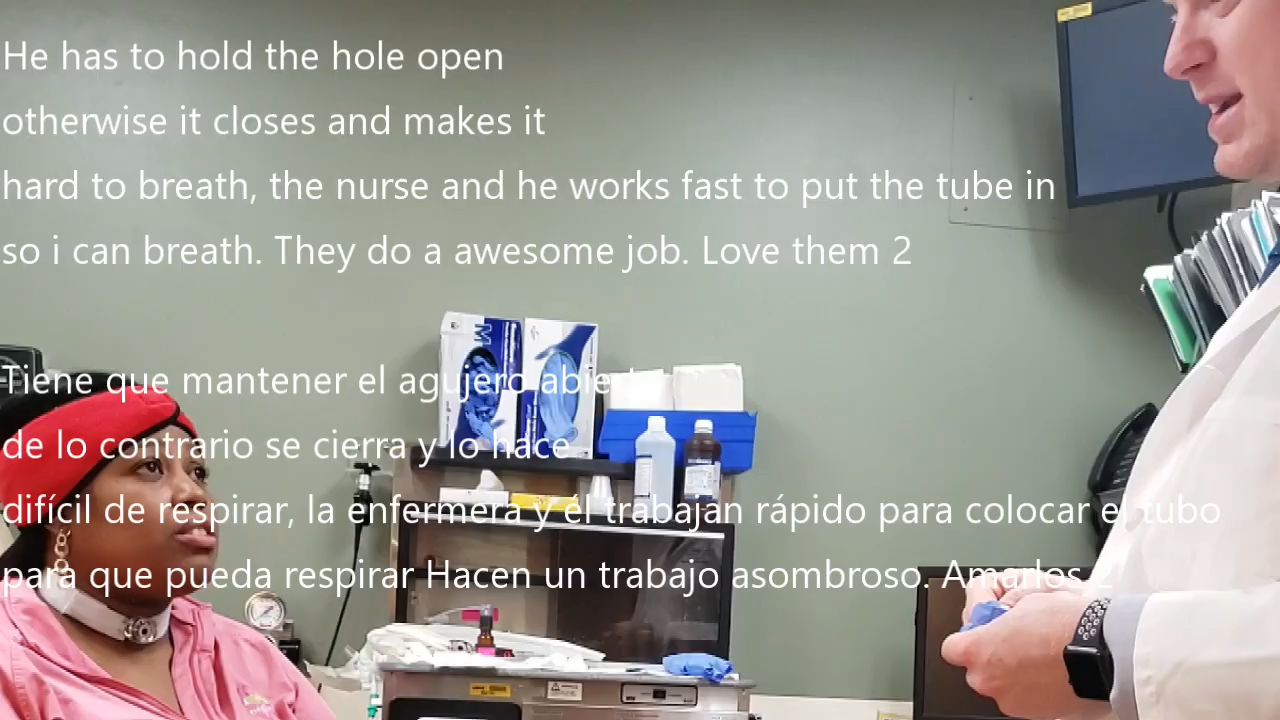 He has to hold the hole open
otherwise it closes and makes it
hard to breath, the nurse and he works fast to put the tube in
so i can breath. They do a awesome job. Love them 2
Tiene que mantener el agujero abierto
de lo contrario se cierra y lo hace
difícil de respirar, la enfermera y él trabajan rápido para colocar el tubo
para que pueda respirar Hacen un trabajo asombroso. Amarlos 2
M